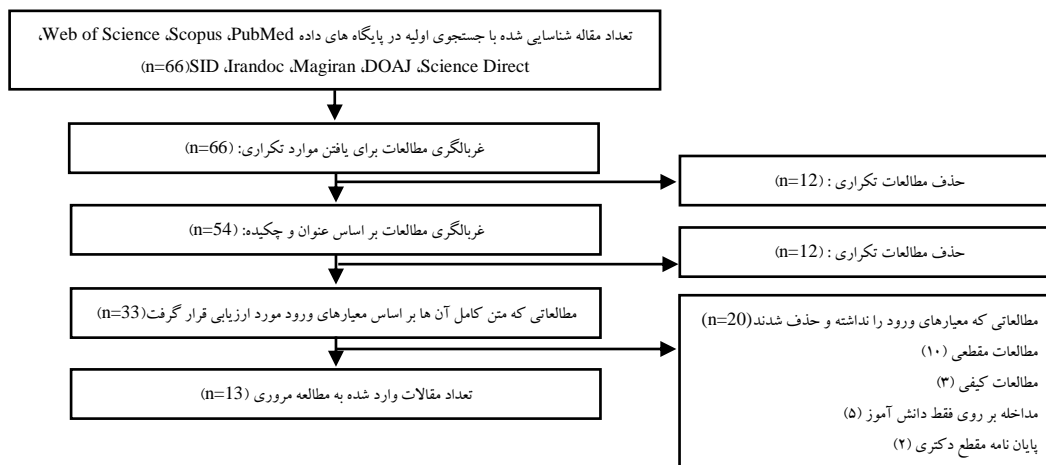 تعداد مقاله شناسایی شده با جستجوی اولیه در پایگاه های داده Web of Science ،Scopus ،PubMed،
(n=66)SID ،Irandoc ،Magiran ،DOAJ ،Science Direct
غربالگری مطالعات برای یافتن موارد تکراری: (n=66)
حذف مطالعات تکراری : (n=12)
غربالگری مطالعات بر اساس عنوان و چکیده: (n=54)
حذف مطالعات تکراری : (n=12)
مطالعاتی که متن کامل آن ها بر اساس معیارهای ورود مورد ارزیابی قرار گرفت(n=33)
مطالعاتی که معیارهای ورود را نداشته و حذف شدند(n=20)
مطالعات مقطعی (۱۰)
مطالعات کیفی (۳)
مداخله بر روی فقط دانش آموز (۵)
پایان نامه مقطع دکتری (۲)
تعداد مقالات وارد شده به مطالعه مروری (n=13)